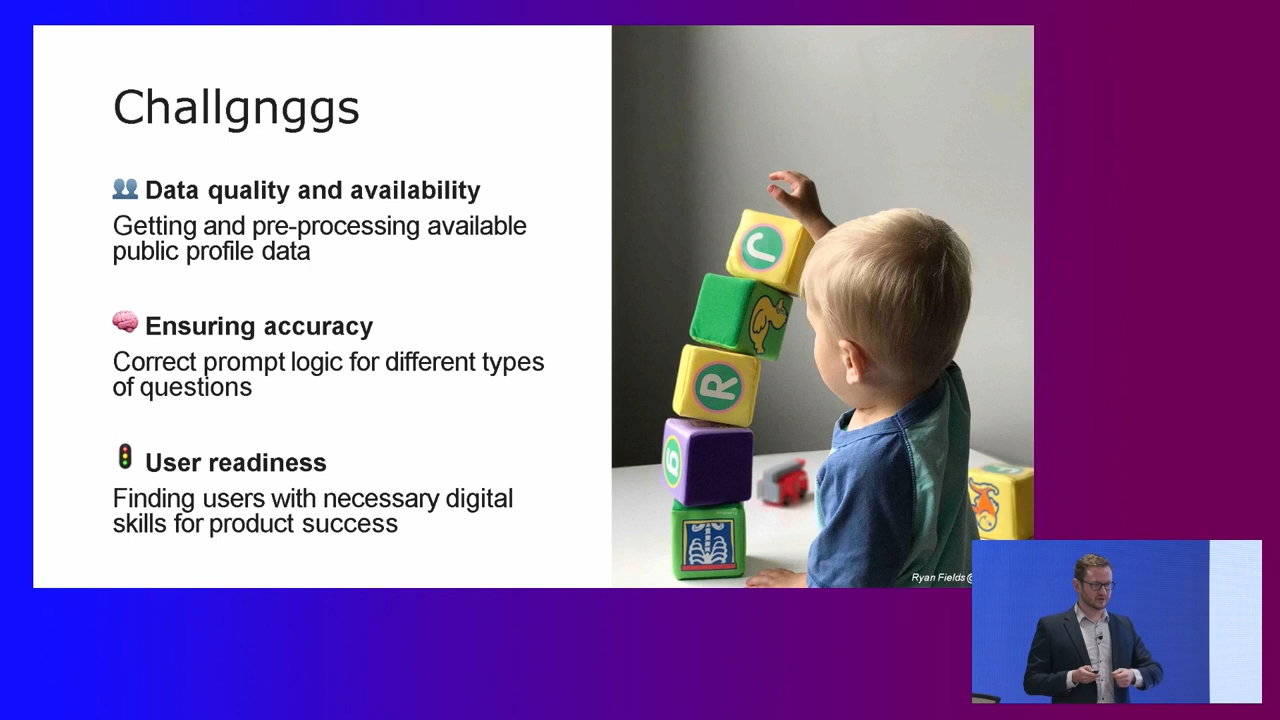 Challgnggs
Data quality and availability
Getting and pre-processing available
public profile data
Ensuring accuracy
Correct prompt logic for different types
of questions
User readiness
Finding users with necessary digital
skills for product success
R
Ryan Fields